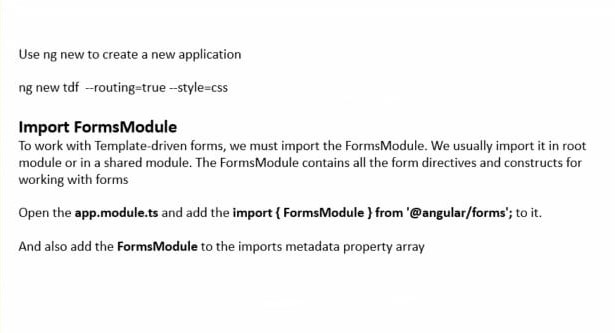 Use ng new to create a new application
ng new tdf  --routing=true --style=css
Import FormsModule
To work with Template-driven forms, we must import the FormsModule. We usually import it in root
module or in a shared module. The FormsModule contains all the form directives and constructs for
working with forms
Open the app.module.ts and add the import { FormsModule } from '@angular/forms'; to it.
And also add the FormsModule to the imports metadata property array